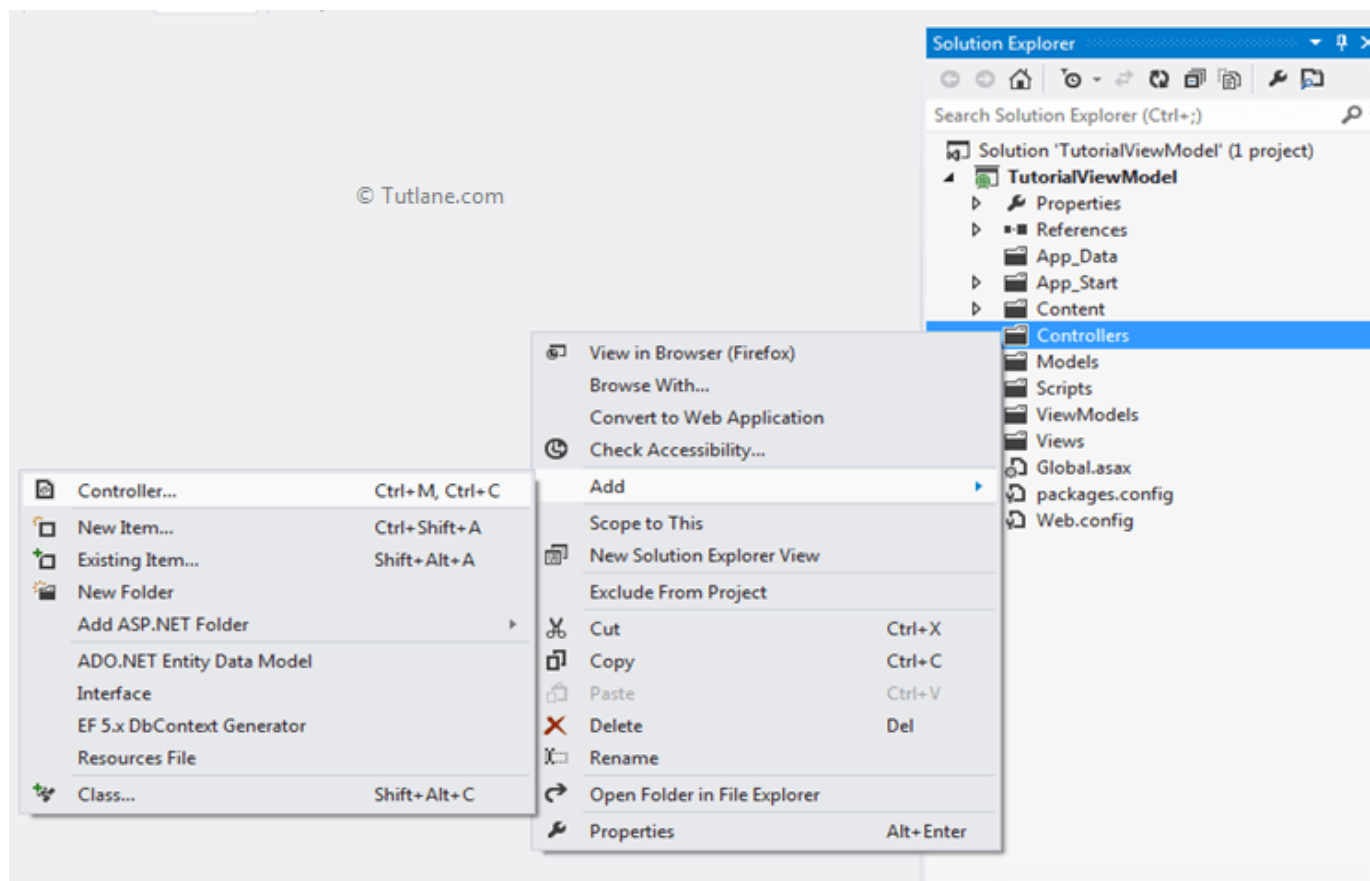 Solution Explorer
Search Solution Explorer (Ctrl+;)
Solution 'TutorialViewModel' (1 project)
TutorialViewModel
Properties
References
App_Data
App_Start
Content
Controllers
Models
Scripts
ViewModels
Views
Global.asax
packages.config
Web.config
© Tutlane.com
View in Browser (Firefox)
Browse With...
Convert to Web Application
Check Accessibility...
Add
Scope to This
New Solution Explorer View
Exclude From Project
Cut Ctrl+X
Copy Ctrl+C
Paste Ctrl+V
Delete Del
Rename
Open Folder in File Explorer
Properties Alt+Enter
Controller... Ctrl+M, Ctrl+C
New Item... Ctrl+Shift+A
Existing Item... Shift+Alt+A
New Folder
Add ASP.NET Folder
ADO.NET Entity Data Model
Interface
EF 5.x DbContext Generator
Resources File
Class... Shift+Alt+C